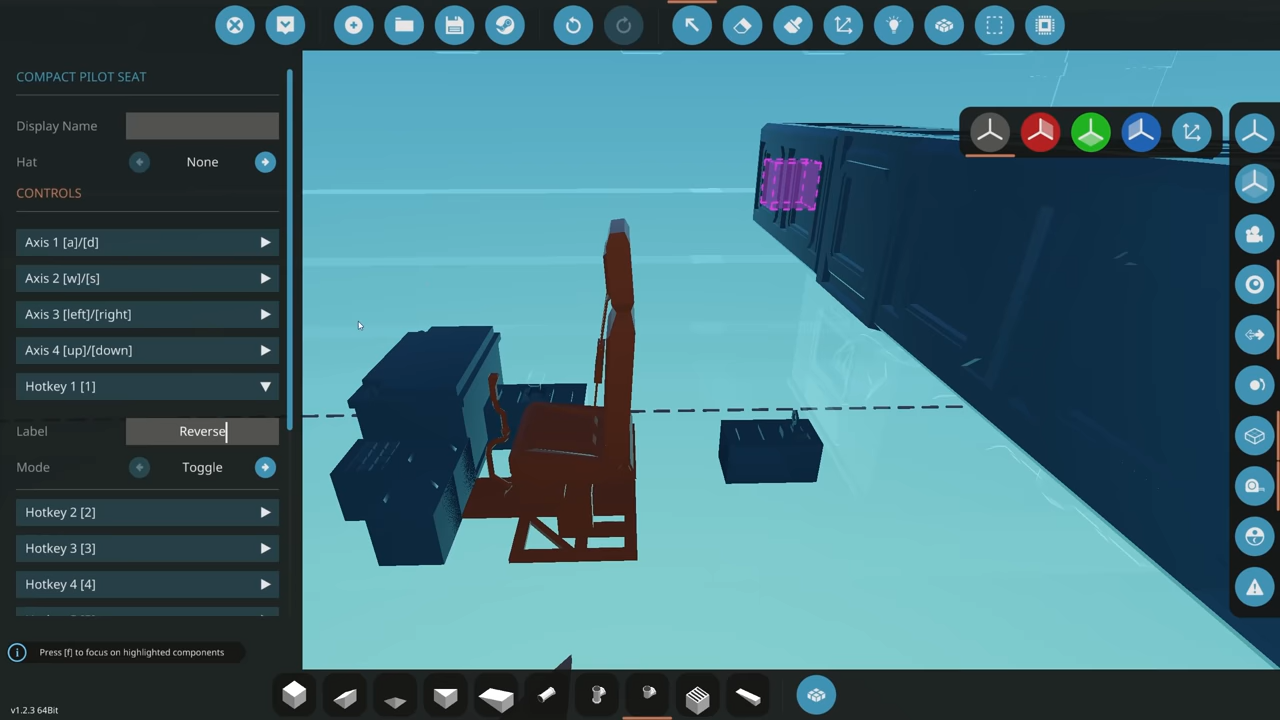 COMPACT PILOT SEAT
Display Name
Hat None
CONTROLS
Axis 1 [a]/[d]
Axis 2 [w]/[s]
Axis 3 [left]/[right]
Axis 4 [up]/[down]
Hotkey 1 [1]
Label Reverse
Mode Toggle
Hotkey 2 [2]
Hotkey 3 [3]
Hotkey 4 [4]
Press [f] to focus on highlighted components
v1.2.3 64Bit